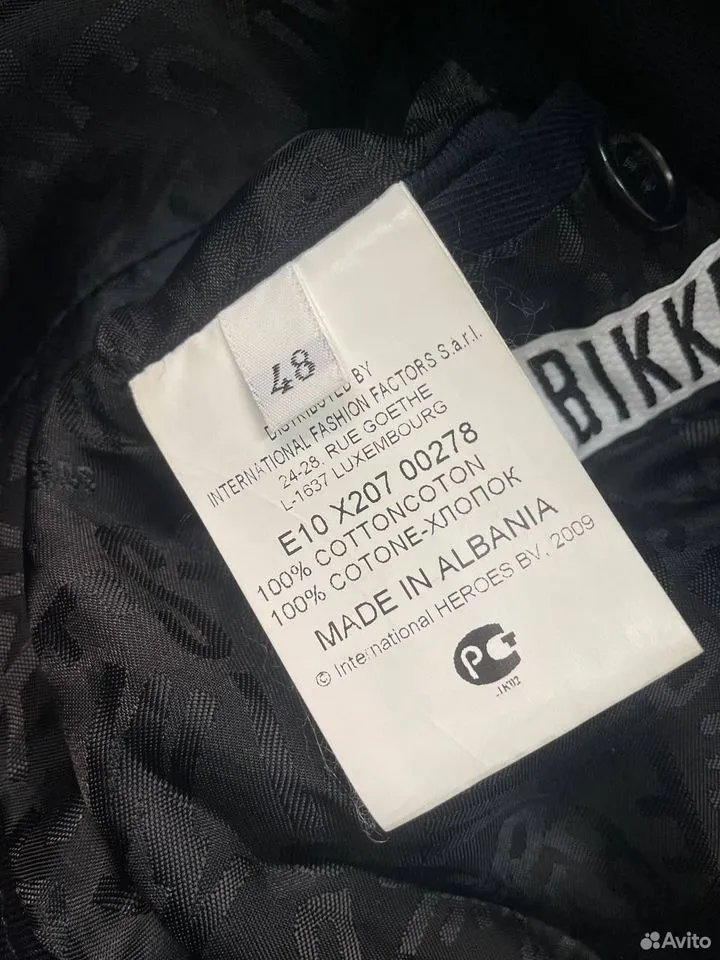 48
DISTRIBUTED BY
INTERNATIONAL FASHION FACTORS S.a.r.l.
24-28, RUE GOETHE
L-1637 LUXEMBOURG
E10 X207 00278
100% COTTONCOTON
100% COTONE-ХЛОПОК
MADE IN ALBANIA
© International HEROES BV, 2009
PCT
BIKK
Avito